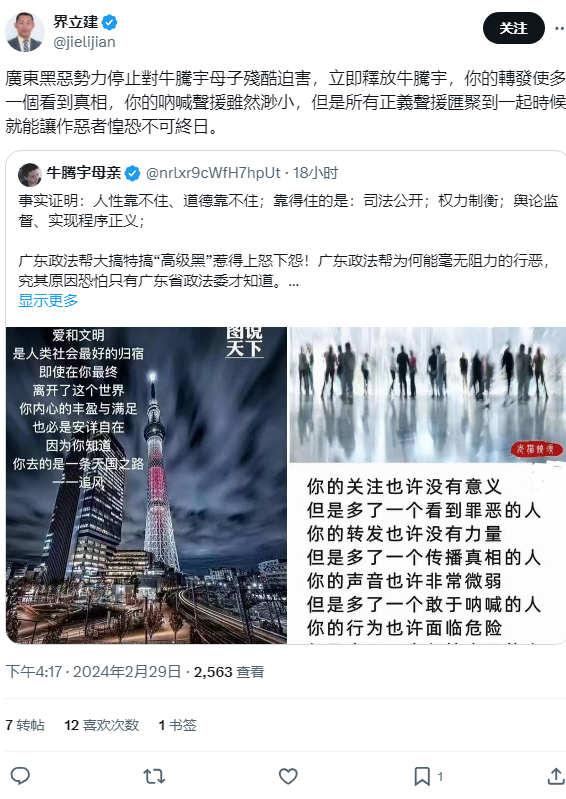 界立建
@jielijian
关注
廣東黑惡勢力停止對牛騰宇母子殘酷迫害，立即釋放牛騰宇，你的轉發使多
一個看到真相，你的吶喊聲援雖然渺小，但是所有正義聲援匯聚到一起時候
就能讓作惡者惶恐不可終日。
牛腾宇母亲 @nrlxr9cWfH7hpUt · 18小时
事实证明：人性靠不住、道德靠不住；靠得住的是：司法公开；权力制衡；舆论监
督、实现程序正义；
广东政法帮大搞特搞“高级黑”惹得上怒下怨！广东政法帮为何能毫无阻力的行恶，
究其原因恐怕只有广东省政法委才知道。...
显示更多
图说
天下
爱和文明
是人类社会最好的归宿
即使在你最终
离开了这个世界
你内心的丰盈与满足
也必是安详自在
因为你知道
你去的是一条天国之路
——追风
你的关注也许没有意义
但是多了一个看到罪恶的人
你的转发也许没有力量
但是多了一个传播真相的人
你的声音也许非常微弱
但是多了一个敢于呐喊的人
你的行为也许面临危险
下午4:17 · 2024年2月29日 · 2,563 查看
7 转帖 12 喜欢次数 1 书签
1